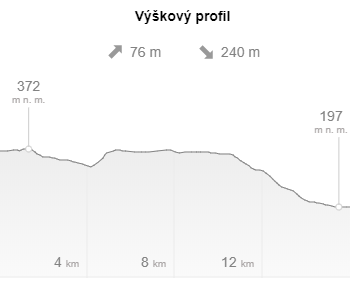 Výškový profil
76 m 240 m
372
m n. m.
197
m n. m.
4 km 8 km 12 km